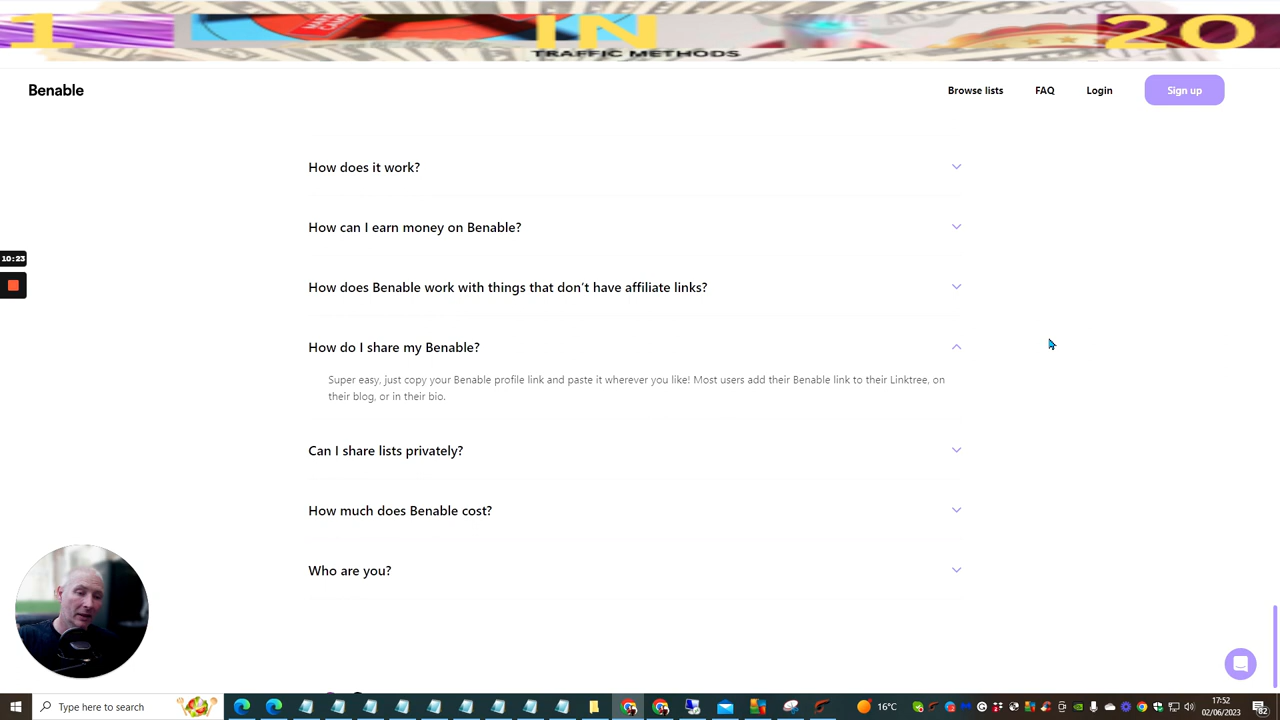 1 IN 20
TRAFFIC METHODS
Benable
Browse lists
FAQ
Login
Sign up
How does it work?
How can I earn money on Benable?
10:23
How does Benable work with things that don't have affiliate links?
How do I share my Benable?
Super easy, just copy your Benable profile link and paste it wherever you like! Most users add their Benable link to their Linktree, on
their blog, or in their bio.
Can I share lists privately?
How much does Benable cost?
Who are you?
Type here to search
16°C
17:52
02/06/2023